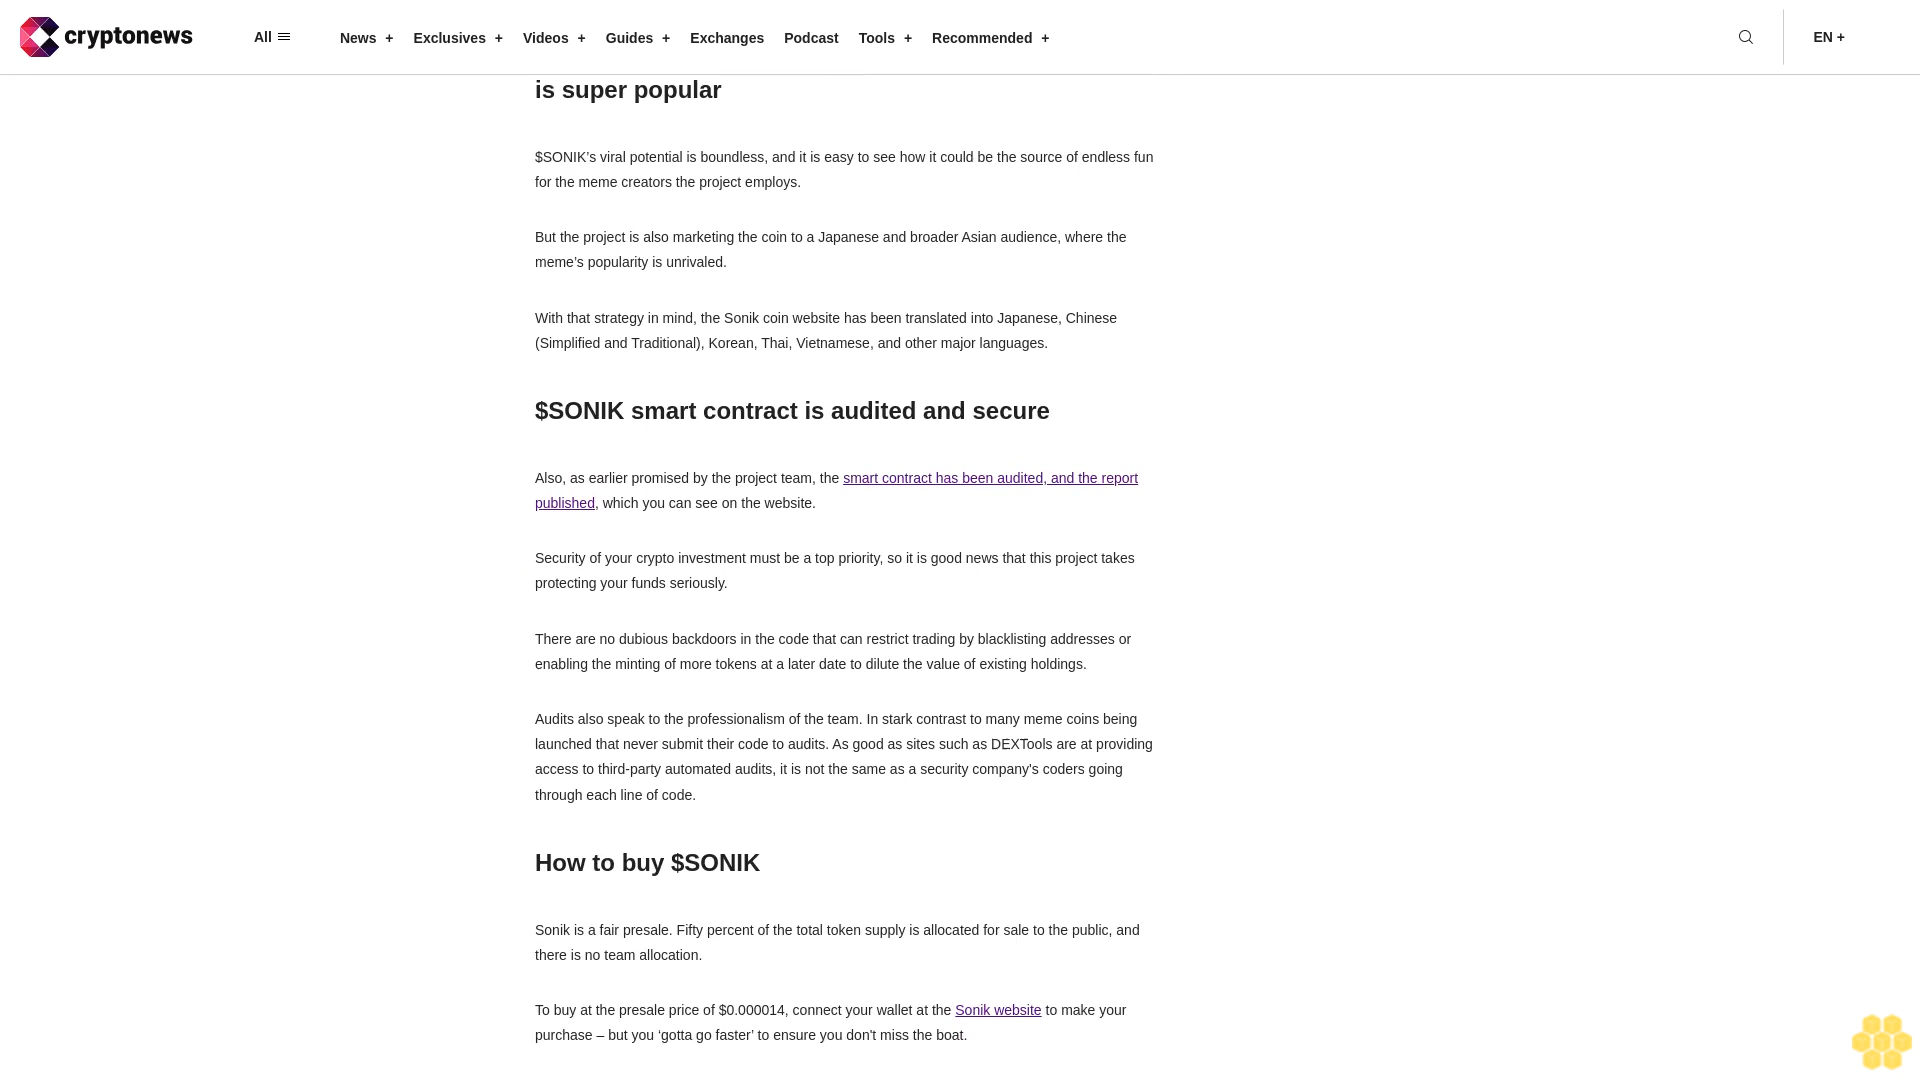 cryptonews
All
News +
Exclusives +
Videos +
Guides +
Exchanges
Podcast
Tools +
Recommended +
EN +
is super popular
$SONIK’s viral potential is boundless, and it is easy to see how it could be the source of endless fun
for the meme creators the project employs.
But the project is also marketing the coin to a Japanese and broader Asian audience, where the
meme’s popularity is unrivaled.
With that strategy in mind, the Sonik coin website has been translated into Japanese, Chinese
(Simplified and Traditional), Korean, Thai, Vietnamese, and other major languages.
$SONIK smart contract is audited and secure
Also, as earlier promised by the project team, the smart contract has been audited, and the report
published, which you can see on the website.
Security of your crypto investment must be a top priority, so it is good news that this project takes
protecting your funds seriously.
There are no dubious backdoors in the code that can restrict trading by blacklisting addresses or
enabling the minting of more tokens at a later date to dilute the value of existing holdings.
Audits also speak to the professionalism of the team. In stark contrast to many meme coins being
launched that never submit their code to audits. As good as sites such as DEXTools are at providing
access to third-party automated audits, it is not the same as a security company's coders going
through each line of code.
How to buy $SONIK
Sonik is a fair presale. Fifty percent of the total token supply is allocated for sale to the public, and
there is no team allocation.
To buy at the presale price of $0.000014, connect your wallet at the Sonik website to make your
purchase – but you ‘gotta go faster’ to ensure you don't miss the boat.